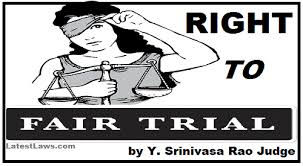 RIGHT
TO
FAIR TRIAL
LatestLaws.com
by Y. Srinivasa Rao Judge